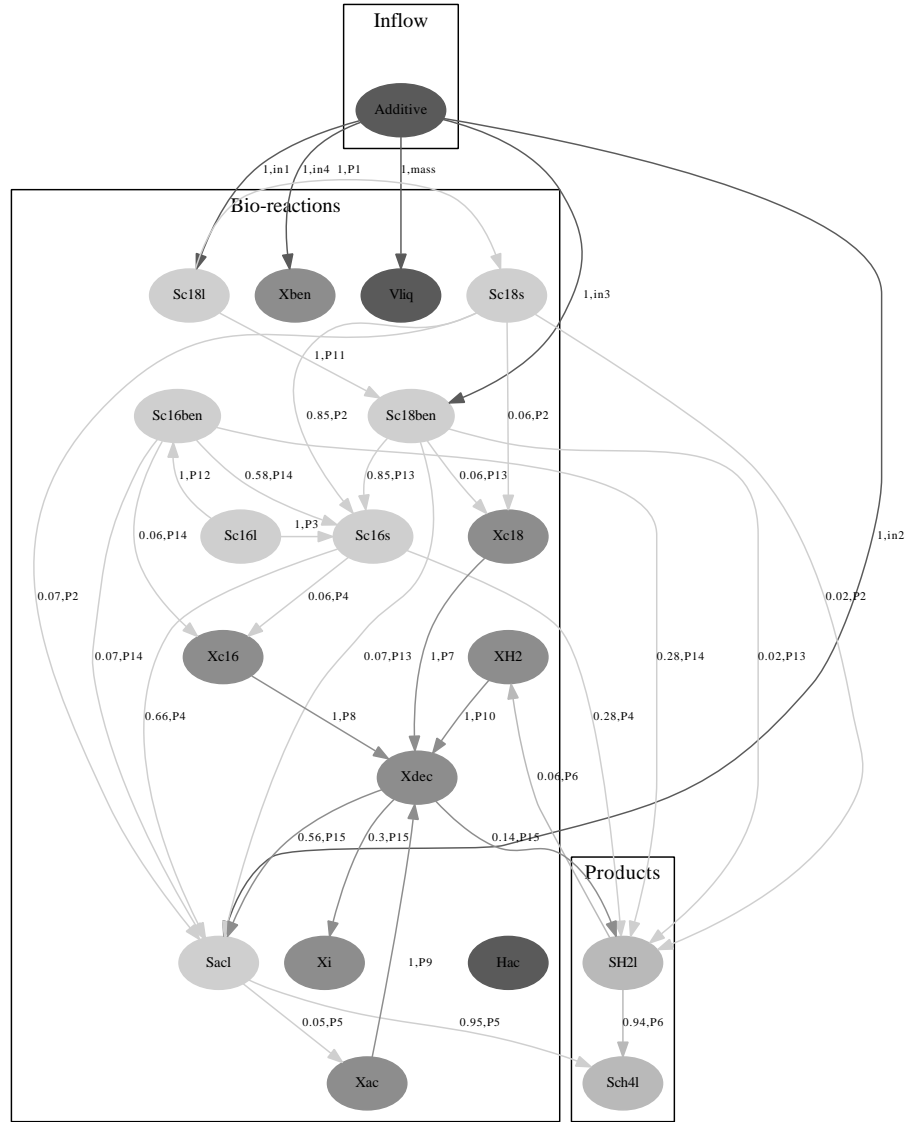 Inflow
Additive
1,in1
1,in4
1,P1
1,mass
Bio-reactions
Sc18l
Xben
Vliq
Sc18s
1,in3
1,P11
Sc16ben
Sc18ben
0.85,P2
0.06,P2
1,P12
0.58,P14
0.85,P13
0.06,P13
0.06,P14
Sc16l
1,P3
Sc16s
Xc18
1,in2
0.07,P2
0.06,P4
0.02,P2
0.07,P14
Xc16
0.07,P13
1,P7
XH2
0.28,P14
0.02,P13
0.66,P4
1,P8
1,P10
0.28,P4
Xdec
0.06,P6
0.56,P15
0.3,P15
0.14,P15
Products
Sacl
Xi
1,P9
Hac
SH2l
0.05,P5
0.95,P5
0.94,P6
Xac
Sch4l